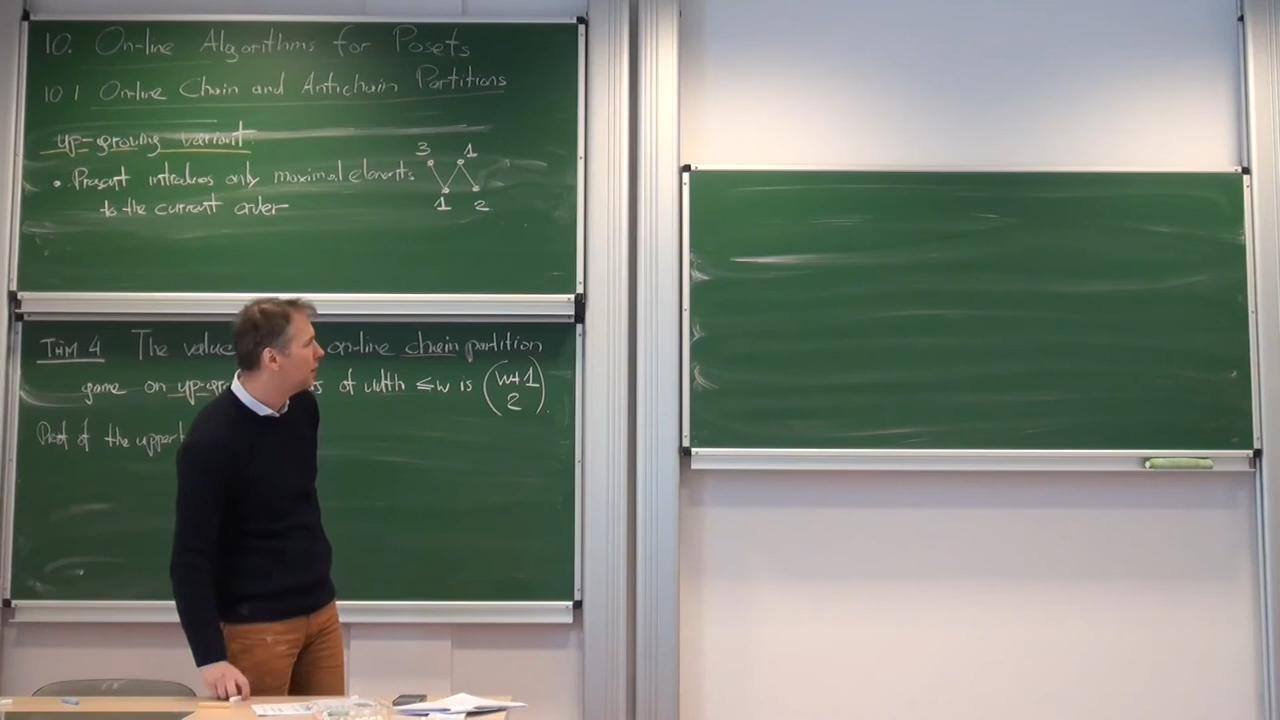 10. On-line Algorithms for Posets
10.1 On-line Chain and Antichain Partitions
up-growing variant:
• Present introduces only maximal elements
to the current order
3 1
1 2
THM 4 The value on-line chain partition
game on up-gr s of width ≤ w is (w+1 2).
Proof of the upper